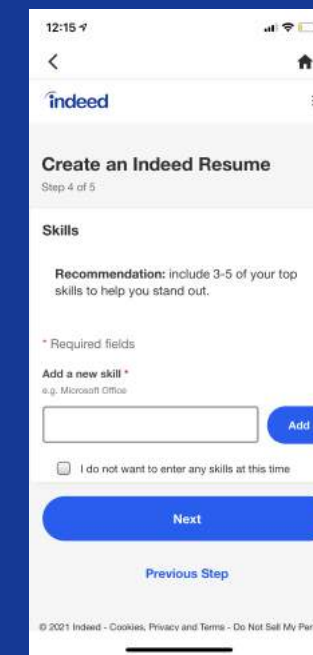 12:15
indeed
Create an Indeed Resume
Step 4 of 5
Skills
Recommendation: include 3-5 of your top
skills to help you stand out.
* Required fields
Add a new skill *
e.g. Microsoft Office
Add
I do not want to enter any skills at this time
Next
Previous Step
© 2021 Indeed - Cookies, Privacy and Terms - Do Not Sell My Per